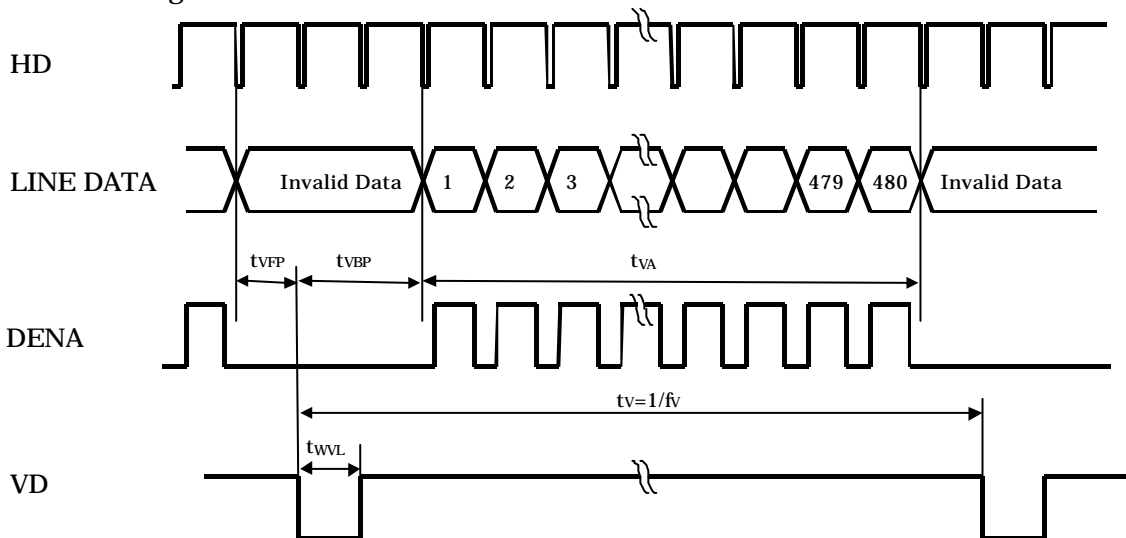 HD
LINE DATA
Invalid Data 1 2 3 479 480 Invalid Data
tVFP tVBP tVA
DENA
tV=1/fV
tWVL
VD